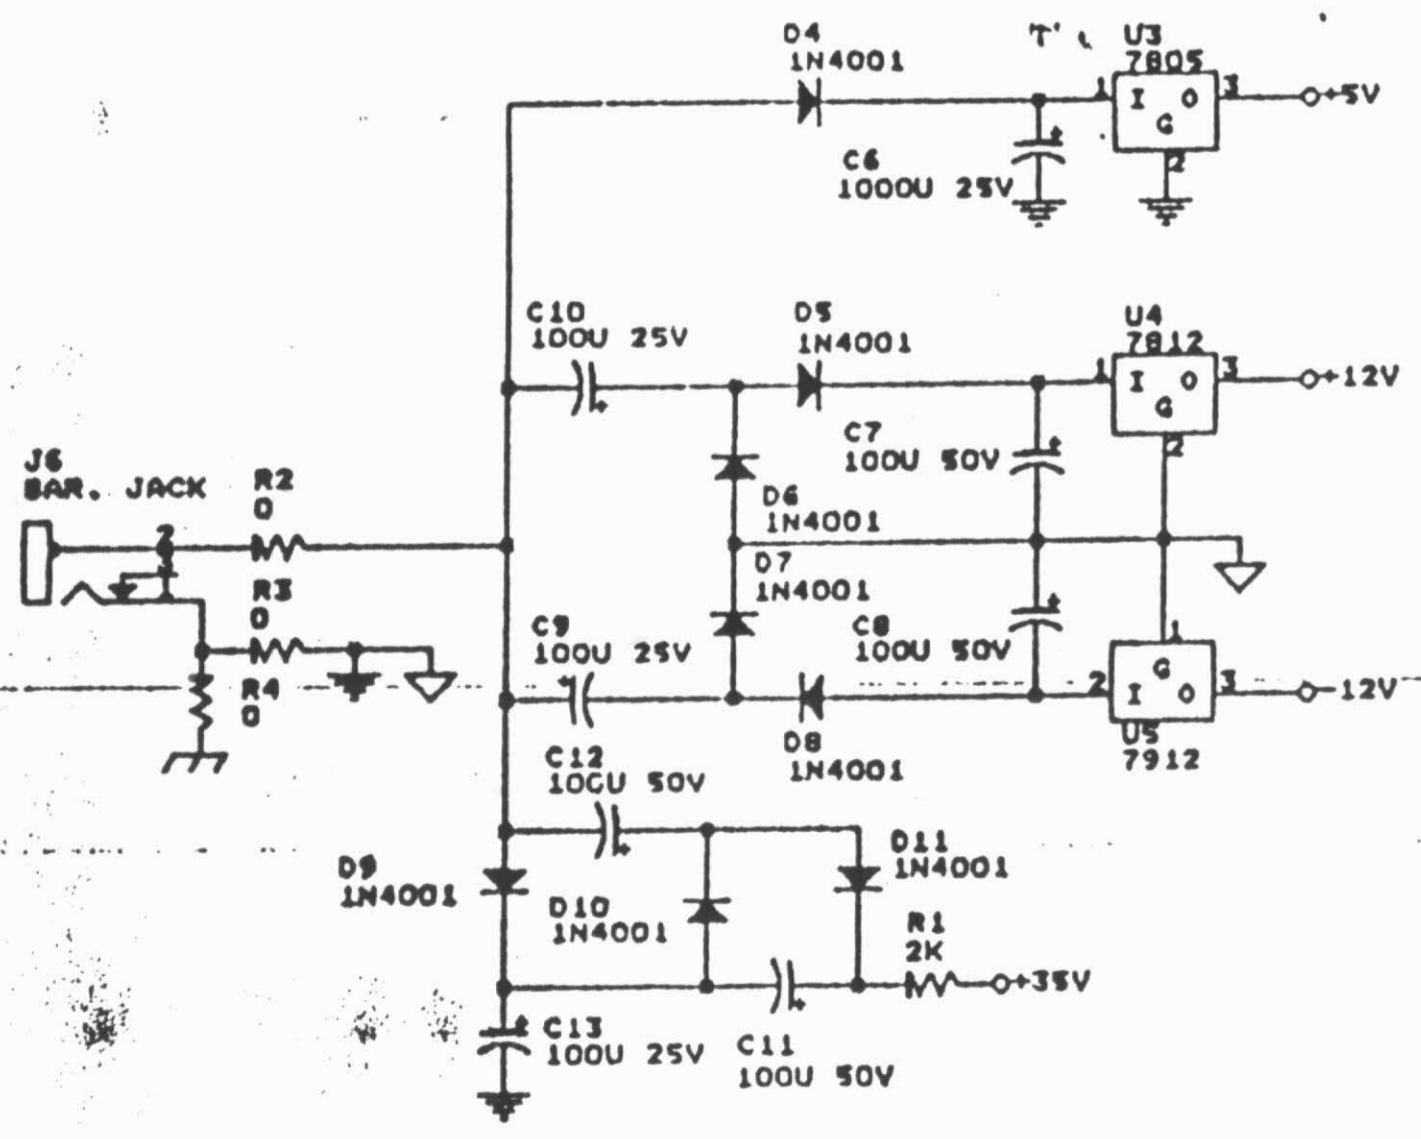 D4
1N4001
U3
7805
1
I
O
3
+5V
G
2
C6
1000U 25V
C10
100U 25V
D5
1N4001
U4
7812
1
I
O
3
+12V
G
2
C7
100U 50V
J6
BAR. JACK
R2
0
2
D6
1N4001
D7
1N4001
R3
0
1
C9
100U 25V
C8
100U 50V
1
G
2
I
O
3
-12V
U5
7912
R4
0
D8
1N4001
C12
100U 50V
D9
1N4001
D10
1N4001
D11
1N4001
R1
2K
+35V
C13
100U 25V
C11
100U 50V